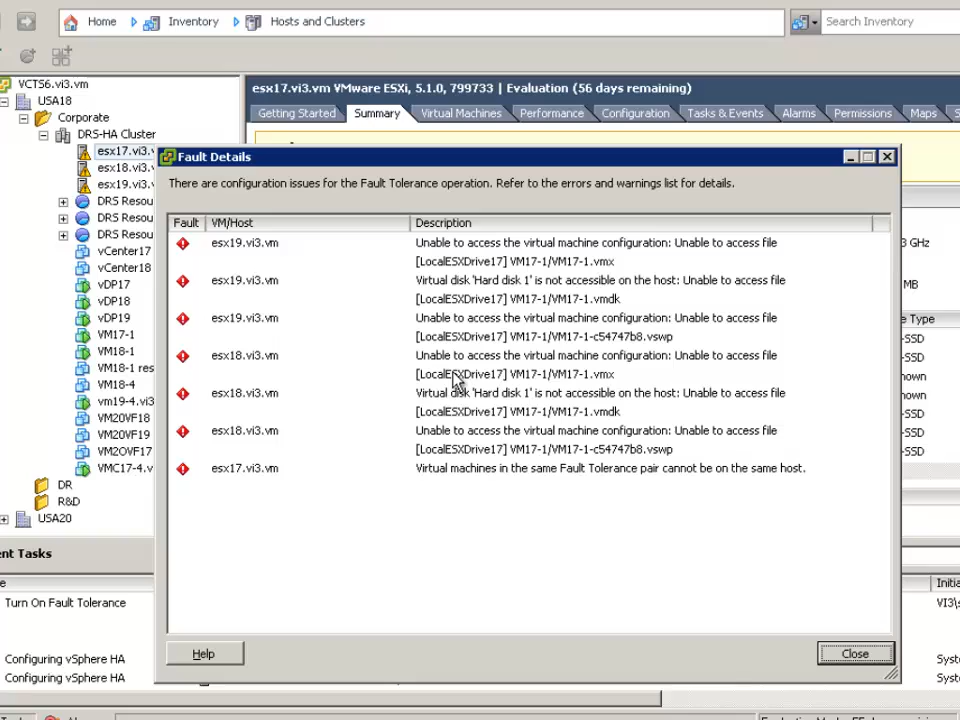 Home Inventory Hosts and Clusters Search Inventory
VCTS6.vi3.vm
USA18
Corporate
DRS-HA Cluster
esx17.vi3.v
esx18.vi3.
esx19.vi3.
DRS Resou
DRS Resou
DRS Resou
vCenter17
vCenter18
vDP17
vDP18
vDP19
VM17-1
VM18-1
VM18-1 res
VM18-4
vm19-4.vi3
VM20VF18
VM20VF19
VM2OVF17
VMC17-4.v
DR
R&D
USA20
esx17.vi3.vm VMware ESXi, 5.1.0, 799733 | Evaluation (56 days remaining)
Getting Started Summary Virtual Machines Performance Configuration Tasks & Events Alarms Permissions Maps
Fault Details
There are configuration issues for the Fault Tolerance operation. Refer to the errors and warnings list for details.
Fault VM/Host Description
esx19.vi3.vm Unable to access the virtual machine configuration: Unable to access file
[LocalESXDrive17] VM17-1/VM17-1.vmx
esx19.vi3.vm Virtual disk 'Hard disk 1' is not accessible on the host: Unable to access file
[LocalESXDrive17] VM17-1/VM17-1.vmdk
esx19.vi3.vm Unable to access the virtual machine configuration: Unable to access file
[LocalESXDrive17] VM17-1/VM17-1-c54747b8.vswp
esx18.vi3.vm Unable to access the virtual machine configuration: Unable to access file
[LocalESXDrive17] VM17-1/VM17-1.vmx
esx18.vi3.vm Virtual disk 'Hard disk 1' is not accessible on the host: Unable to access file
[LocalESXDrive17] VM17-1/VM17-1.vmdk
esx18.vi3.vm Unable to access the virtual machine configuration: Unable to access file
[LocalESXDrive17] VM17-1/VM17-1-c54747b8.vswp
esx17.vi3.vm Virtual machines in the same Fault Tolerance pair cannot be on the same host.
Help Close
3 GHz
MB
e Type
-SSD
-SSD
nown
-SSD
-SSD
-SSD
nt Tasks
e Initia
Turn On Fault Tolerance VI3\s
Configuring vSphere HA Syst
Configuring vSphere HA Syst